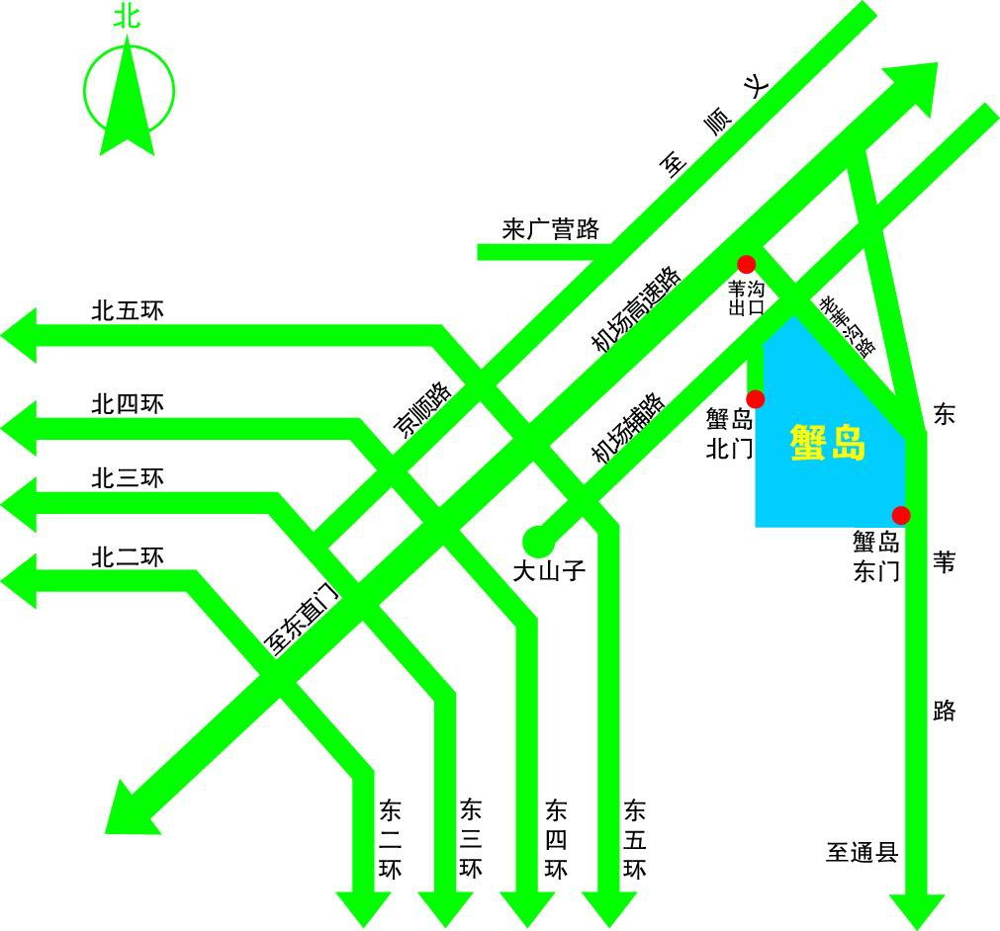 北
至顺义
来广营路
机场高速路
苇沟
出口
老苇沟路
北五环
京顺路
北四环
机场辅路
蟹岛
北门
蟹岛
东苇路
北三环
蟹岛
东门
北二环
大山子
至东直门
东二环
东三环
东四环
东五环
至通县